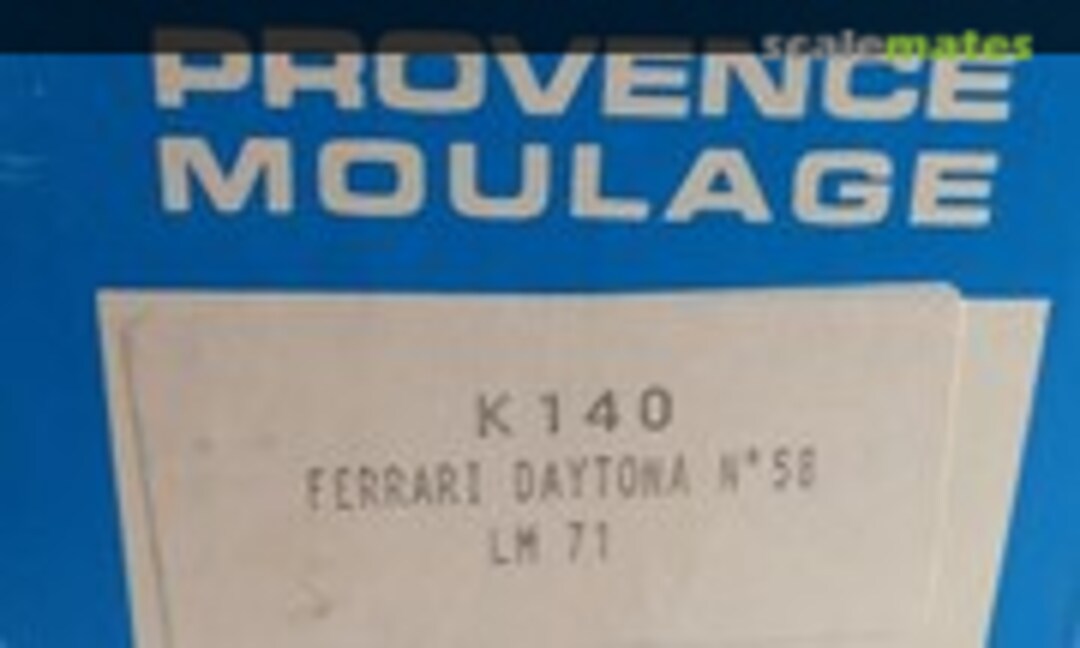 scalemates
PROVENCE
MOULAGE
K140
FERRARI DAYTONA N°58
LM 71